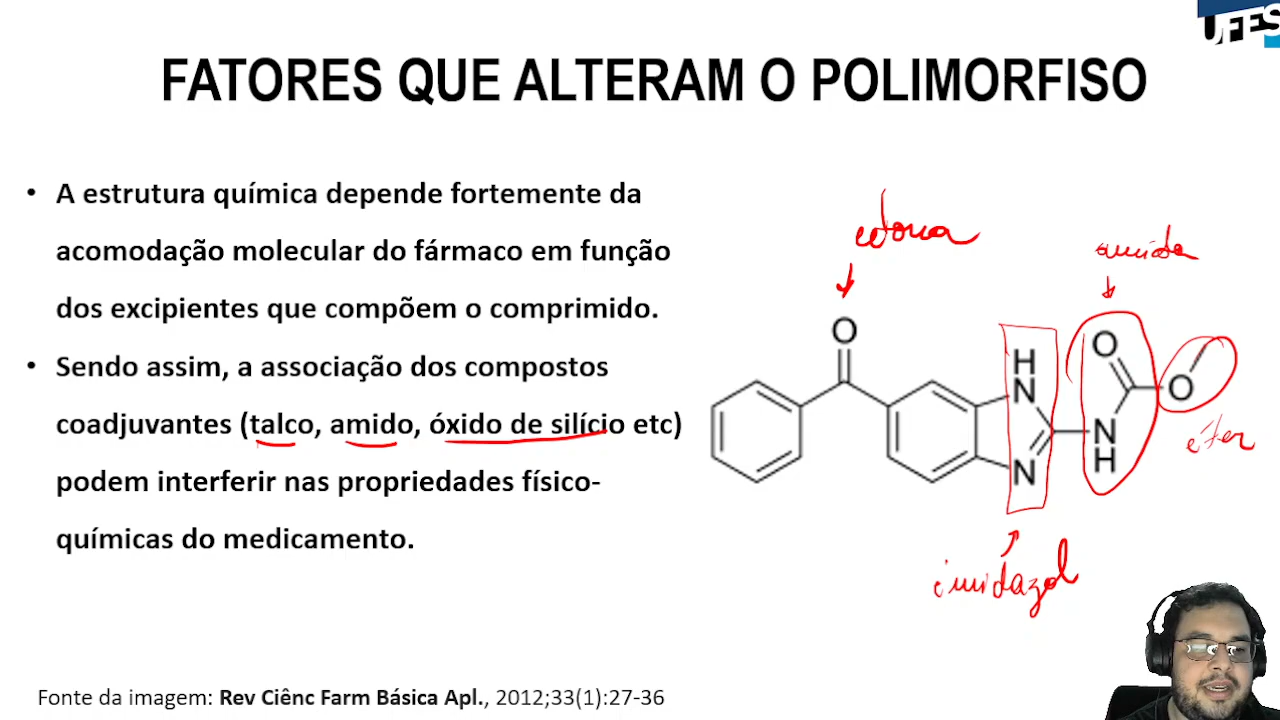 UFES
FATORES QUE ALTERAM O POLIMORFISO
• A estrutura química depende fortemente da
acomodação molecular do fármaco em função
dos excipientes que compõem o comprimido.
• Sendo assim, a associação dos compostos
coadjuvantes (talco, amido, óxido de silício etc)
podem interferir nas propriedades físico-
químicas do medicamento.
cetona
amida
O
O
H
N
O
N
H
N
éter
imidazol
Fonte da imagem: Rev Ciênc Farm Básica Apl., 2012;33(1):27-36